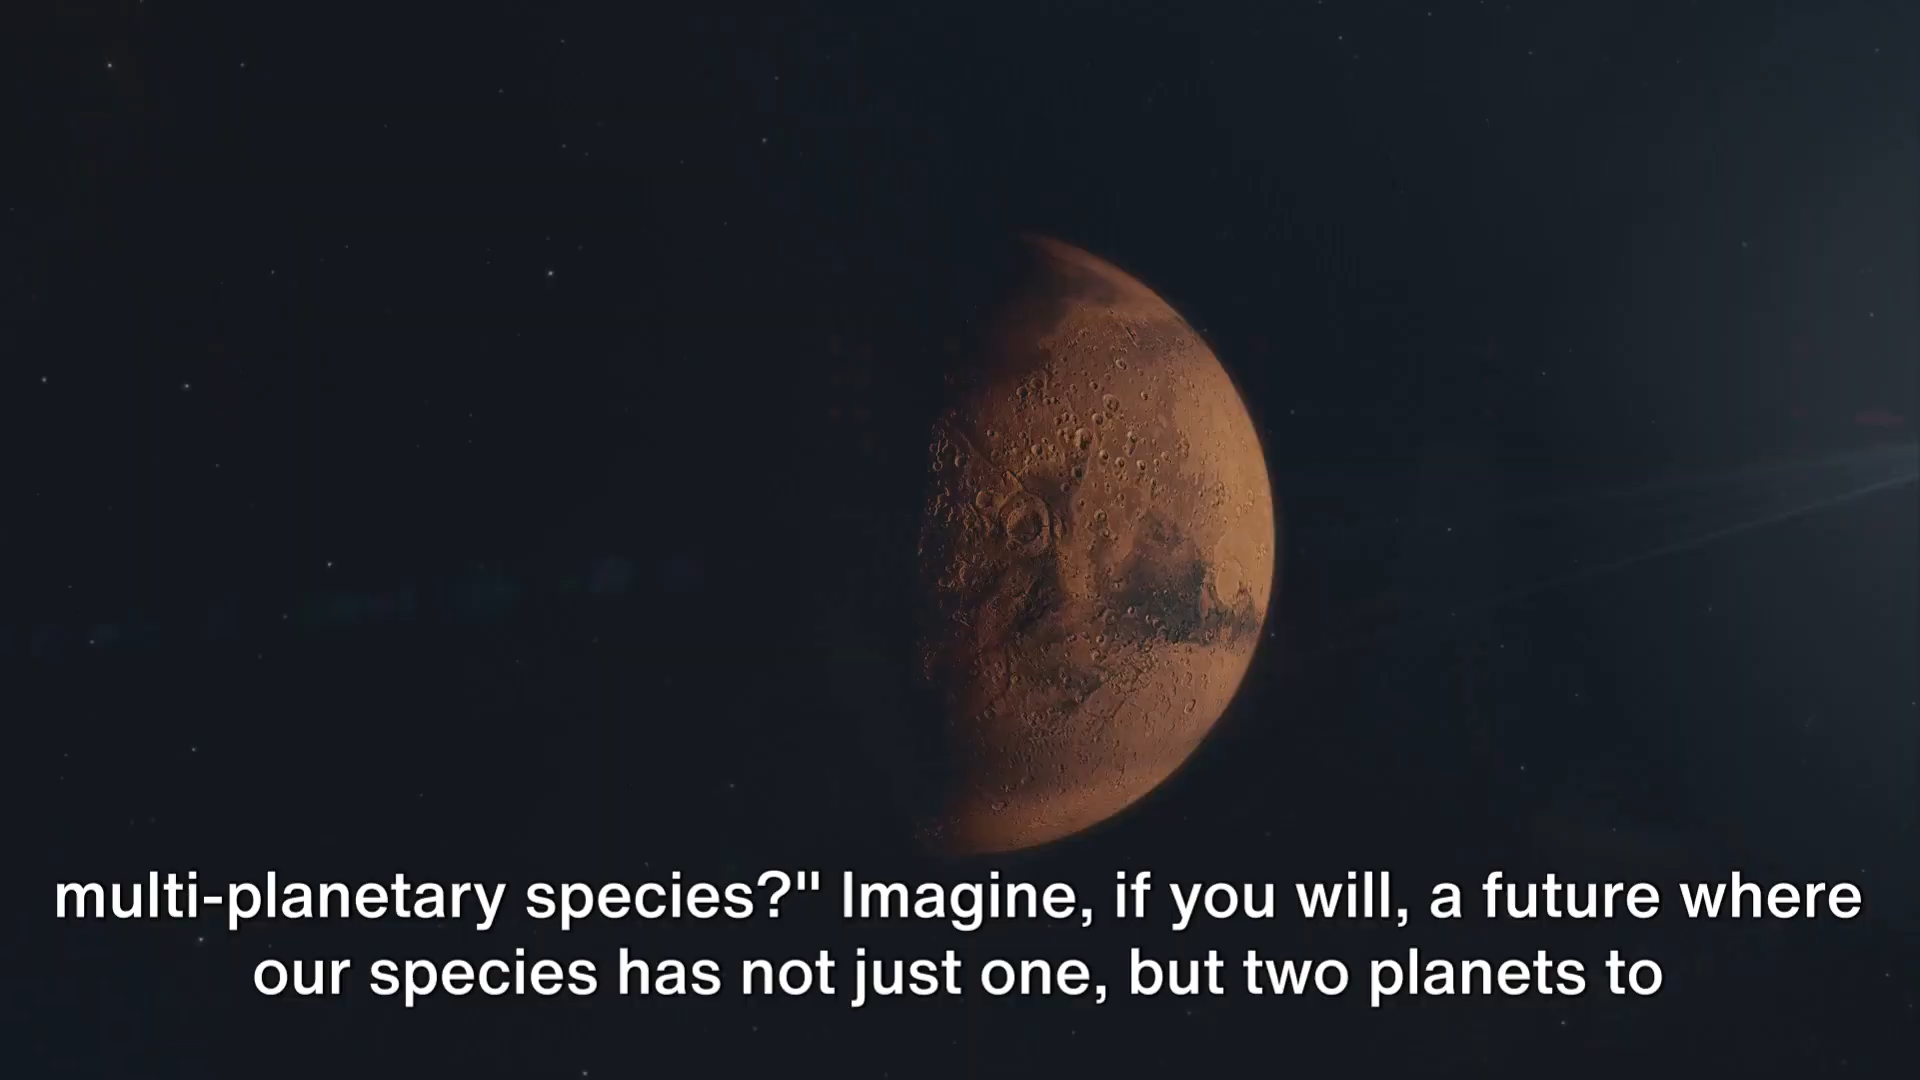 multi-planetary species?" Imagine, if you will, a future where
our species has not just one, but two planets to